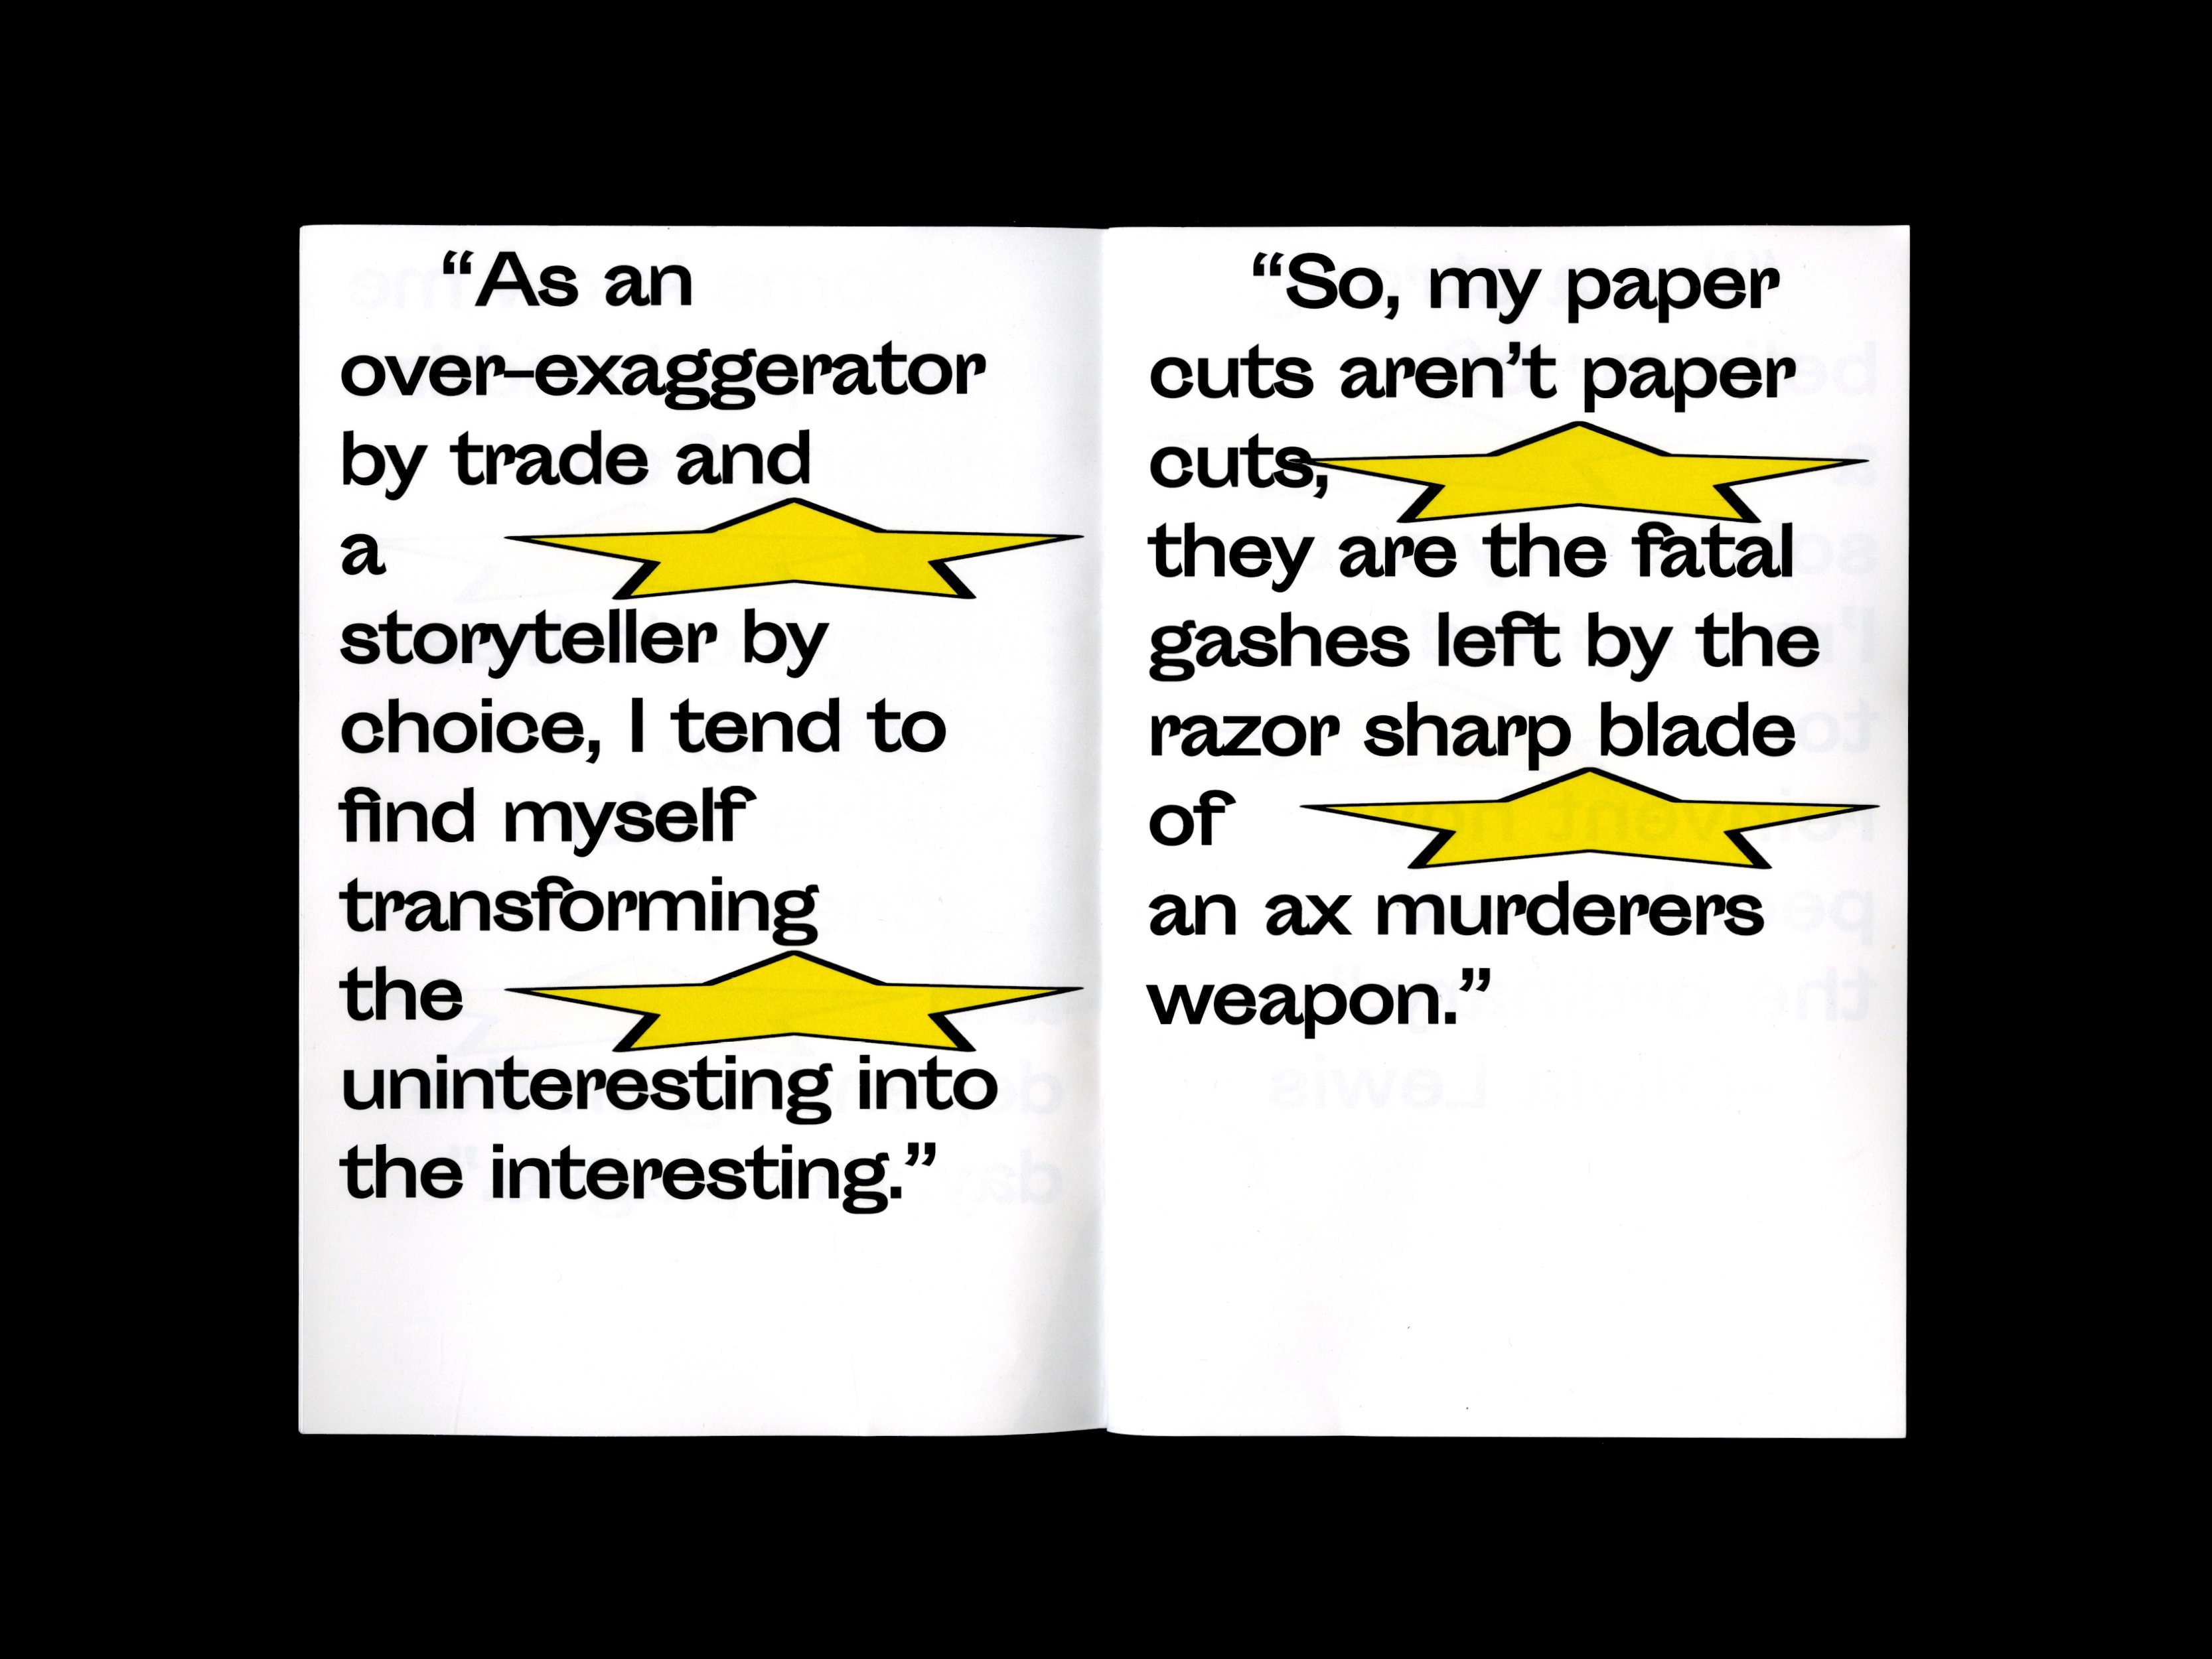 “As an
over–exaggerator
by trade and
a
storyteller by
choice, I tend to
find myself
transforming
the
uninteresting into
the interesting.”
“So, my paper
cuts aren’t paper
cuts,
they are the fatal
gashes left by the
razor sharp blade
of
an ax murderers
weapon.”